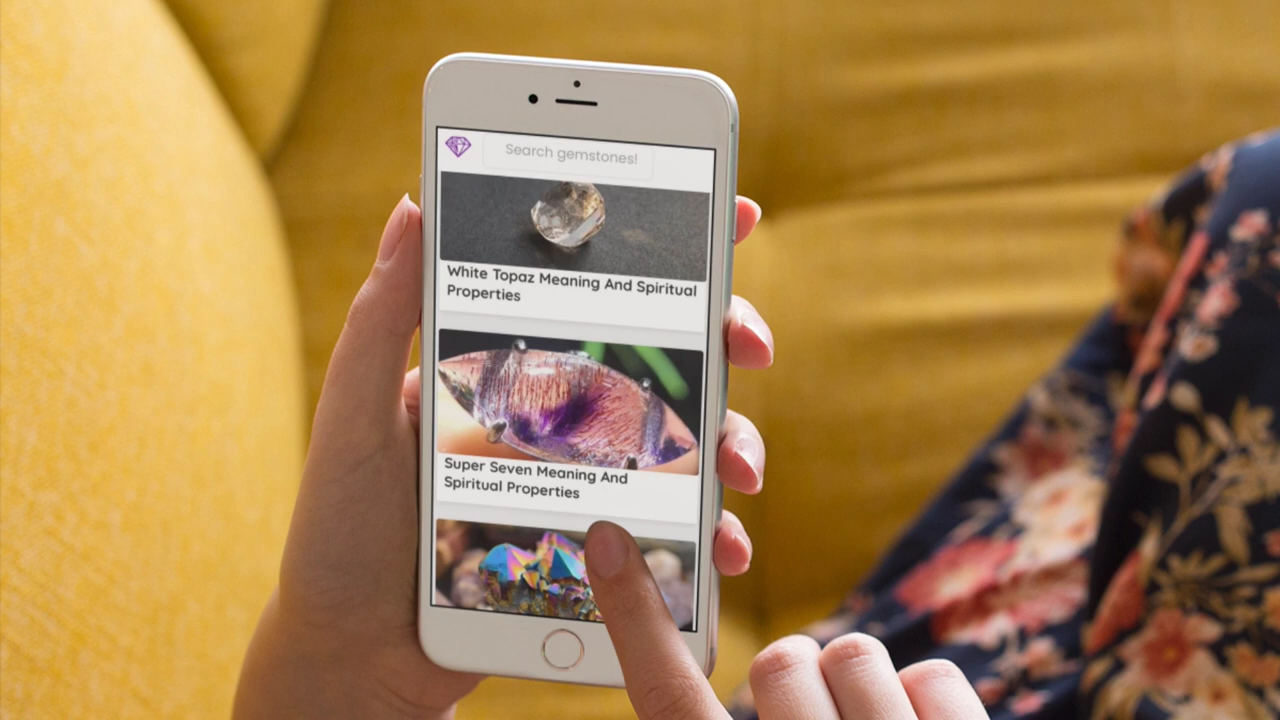 Search gemstones!
White Topaz Meaning And Spiritual
Properties
Super Seven Meaning And
Spiritual Properties